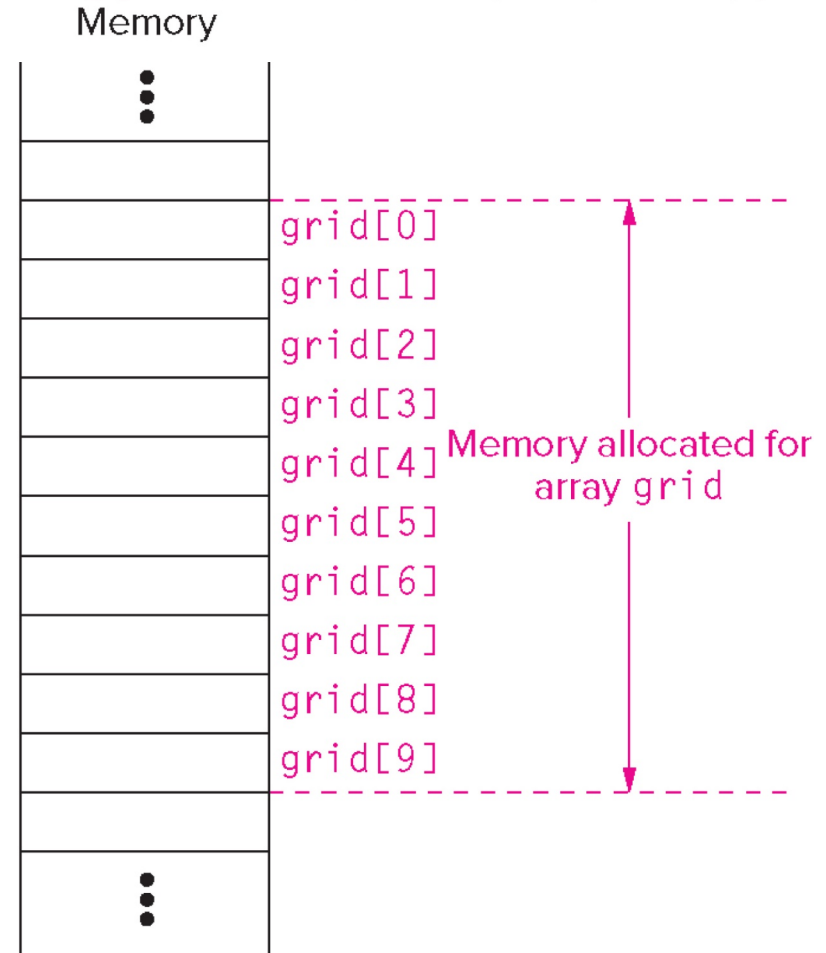 Memory
grid[0]
grid[1]
grid[2]
grid[3]
grid[4]
grid[5]
grid[6]
grid[7]
grid[8]
grid[9]
Memory allocated for
array grid